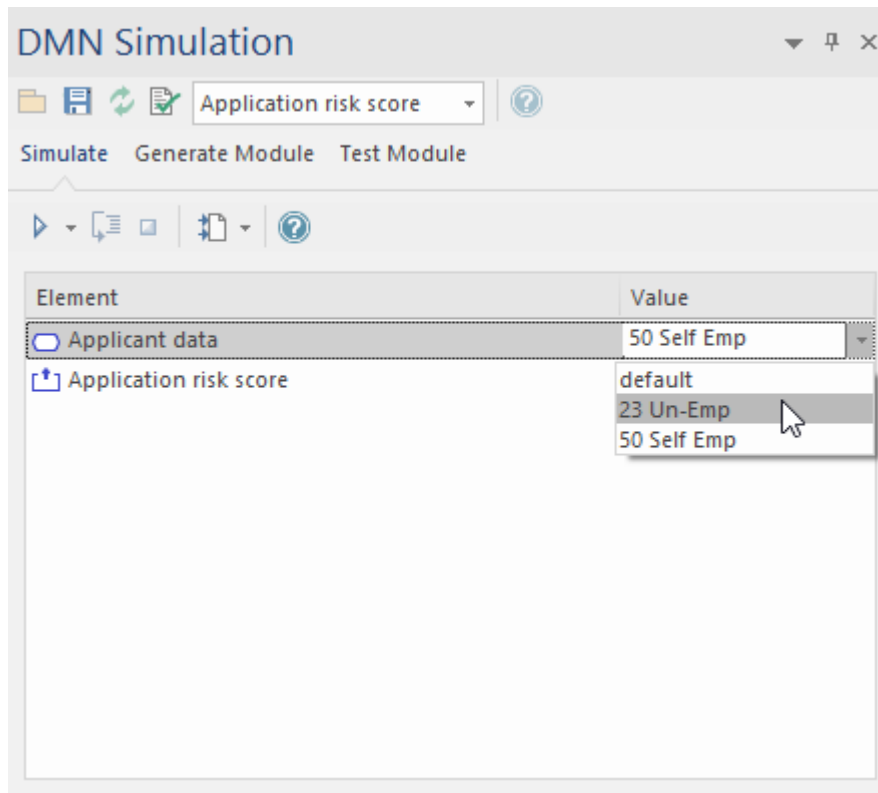 DMN Simulation
Application risk score
Simulate Generate Module Test Module
Element Value
Applicant data 50 Self Emp
Application risk score default
23 Un-Emp
50 Self Emp